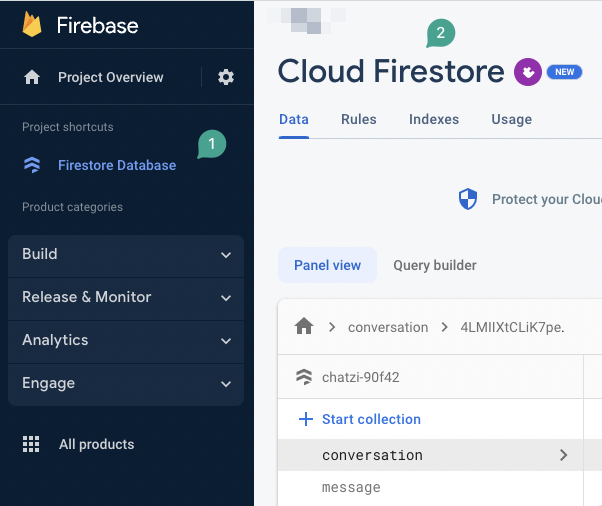 Firebase
Project Overview
Project shortcuts
1
Firestore Database
Product categories
Build
Release & Monitor
Analytics
Engage
All products
2
Cloud Firestore NEW
Data Rules Indexes Usage
Protect your Clou
Panel view Query builder
conversation 4LMIIXtCLiK7pe.
chatzi-90f42
+ Start collection
conversation
message